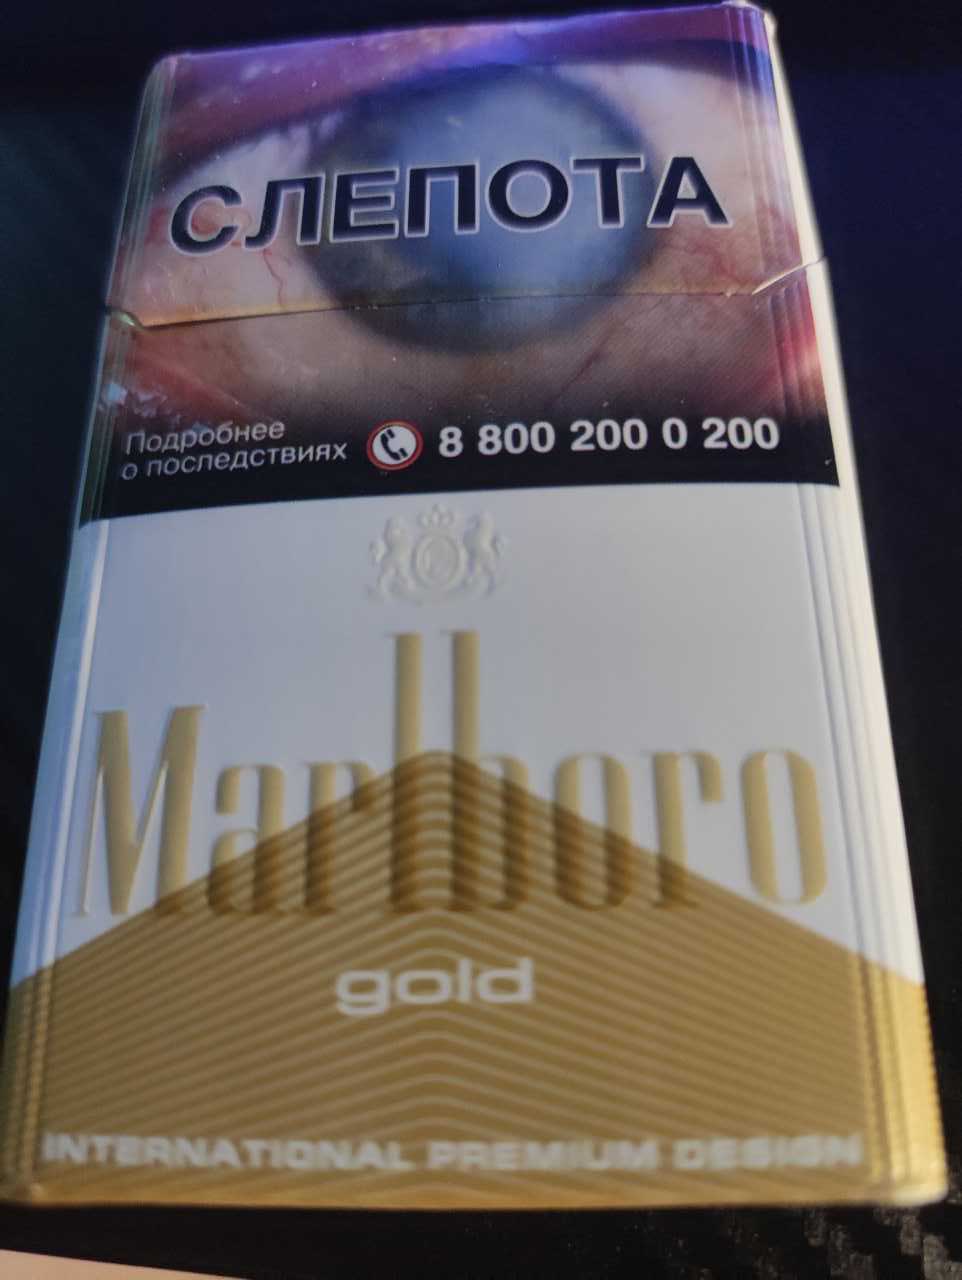 СЛЕПОТА
Подробнее
о последствиях
8 800 200 0 200
Marlboro
gold
INTERNATIONAL PREMIUM DESIGN